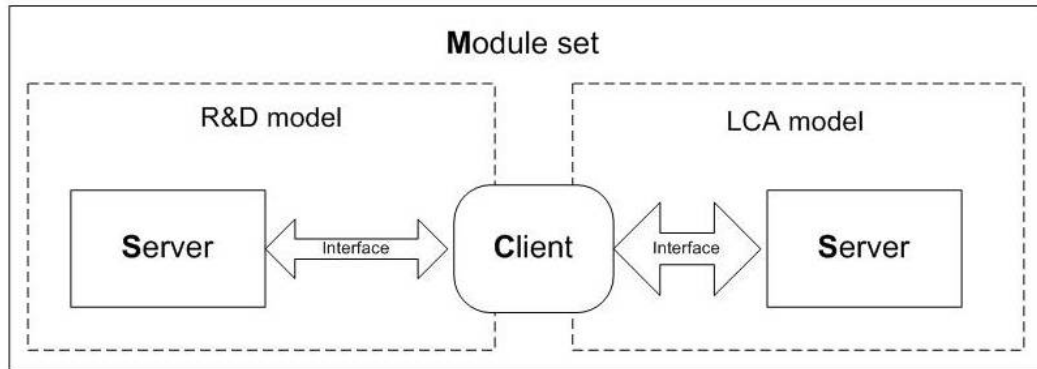 Module set
R&D model
LCA model
Server
Interface
Client
Interface
Server